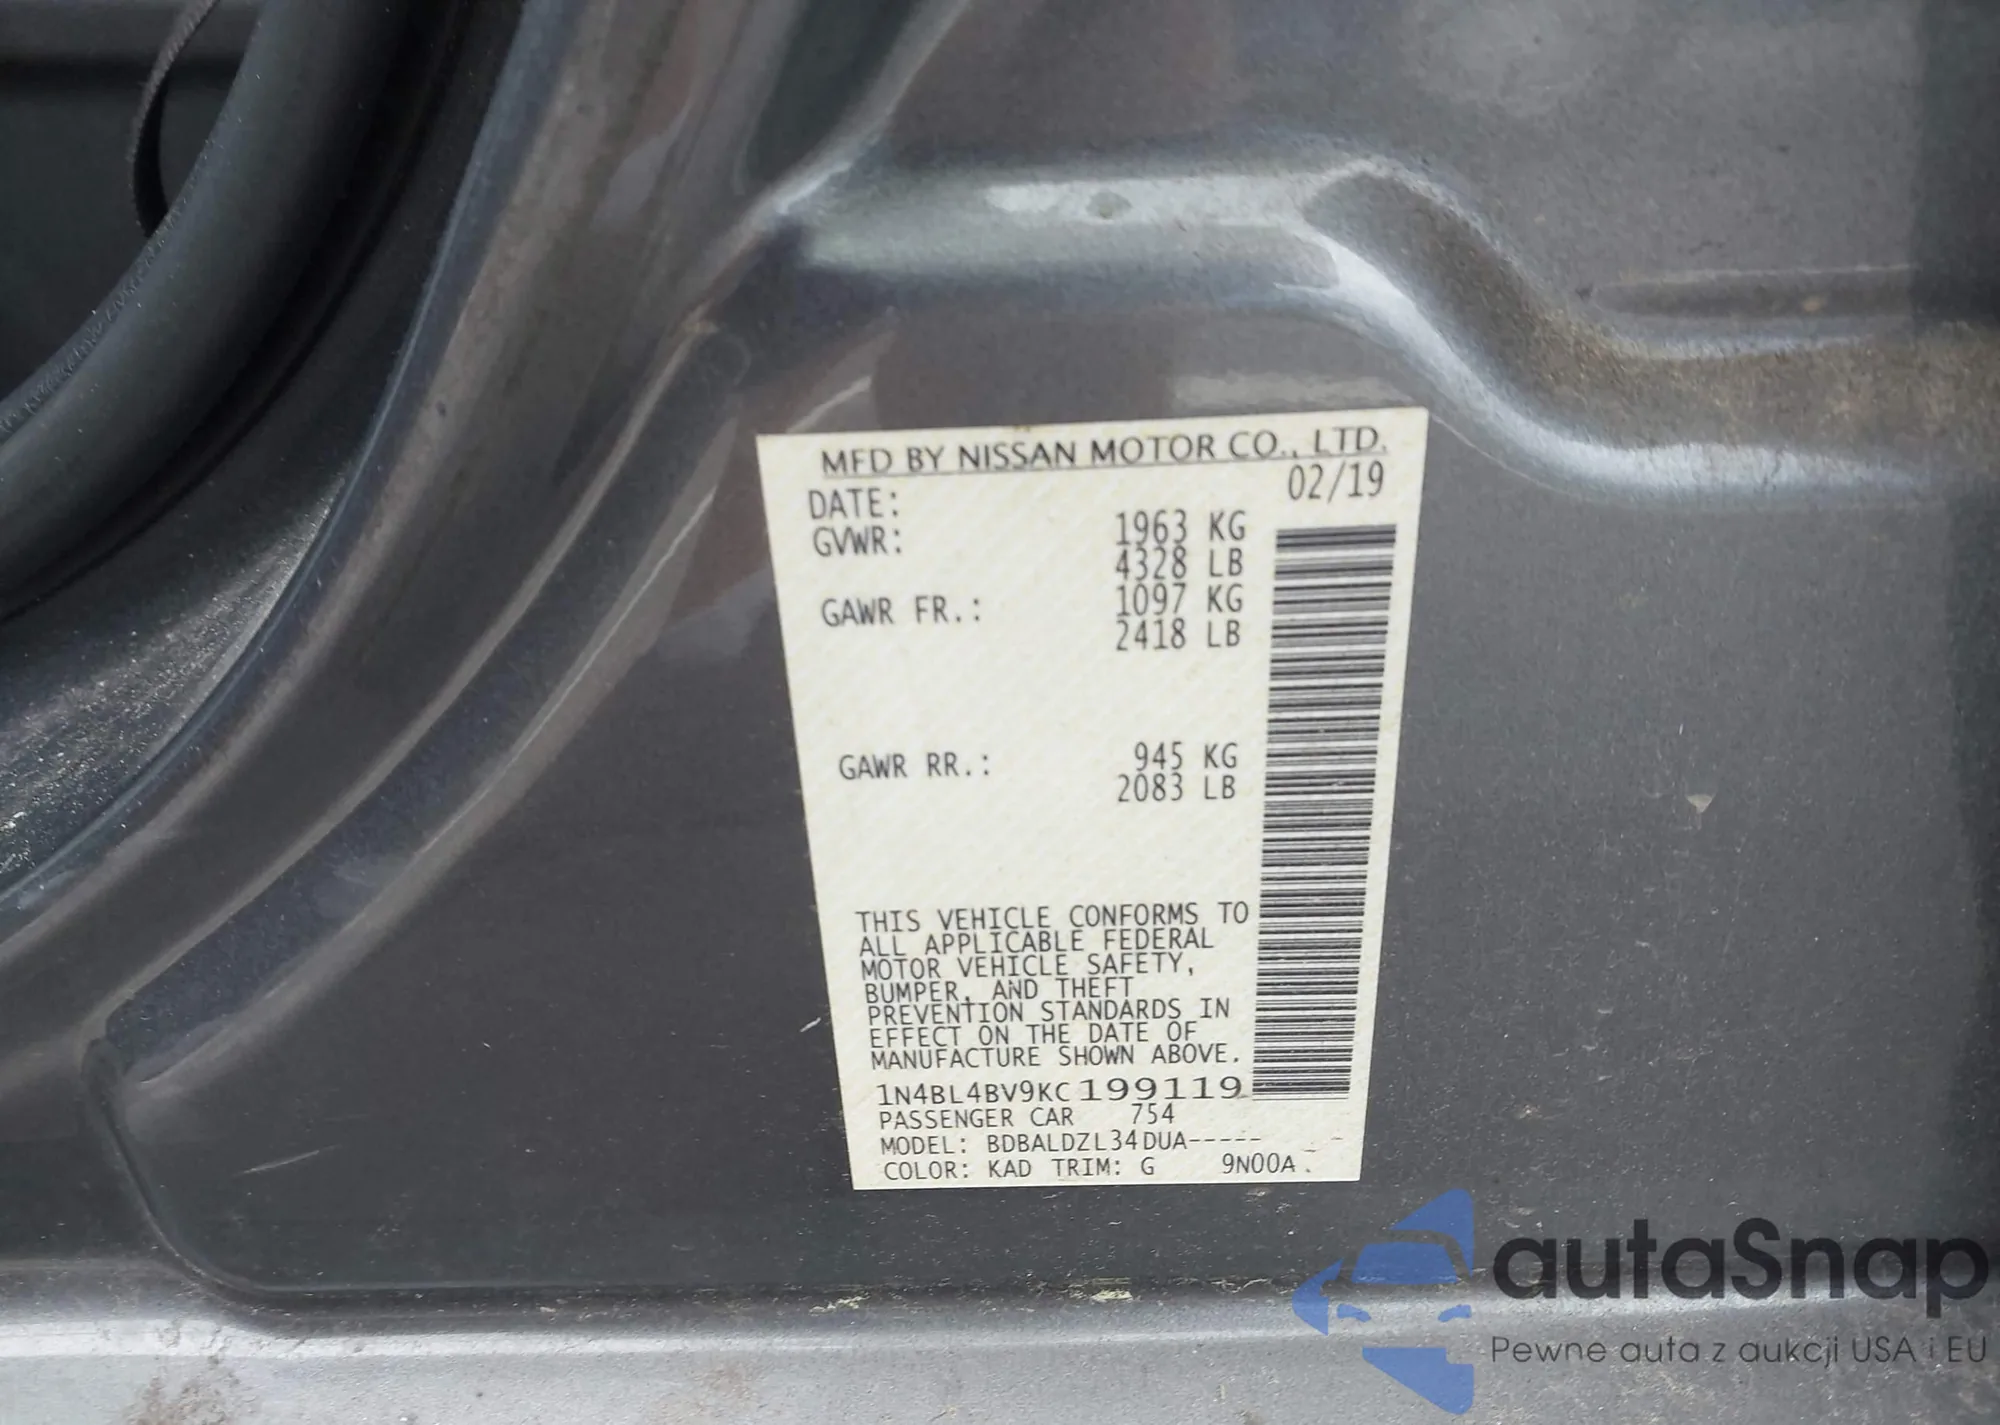 MFD BY NISSAN MOTOR CO., LTD.
DATE: 02/19
GVWR: 1963 KG
4328 LB
GAWR FR.: 1097 KG
2418 LB
GAWR RR.: 945 KG
2083 LB
THIS VEHICLE CONFORMS TO
ALL APPLICABLE FEDERAL
MOTOR VEHICLE SAFETY,
BUMPER, AND THEFT
PREVENTION STANDARDS IN
EFFECT ON THE DATE OF
MANUFACTURE SHOWN ABOVE.
1N4BL4BV9KC199119
PASSENGER CAR 754
MODEL: BDBALDZL34DUA-----
COLOR: KAD TRIM: G 9N00A
autaSnap
Pewne auta z aukcji USA i EU